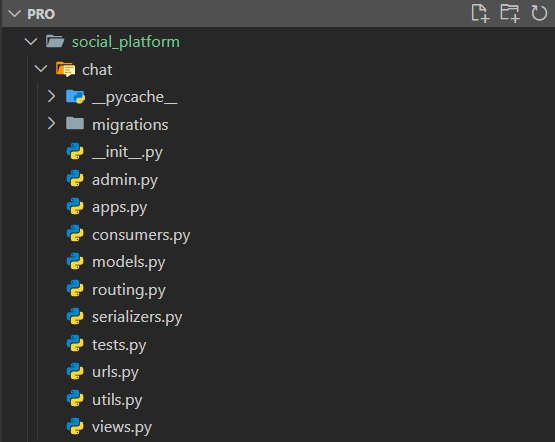 PRO
social_platform
chat
__pycache__
migrations
__init__.py
admin.py
apps.py
consumers.py
models.py
routing.py
serializers.py
tests.py
urls.py
utils.py
views.py